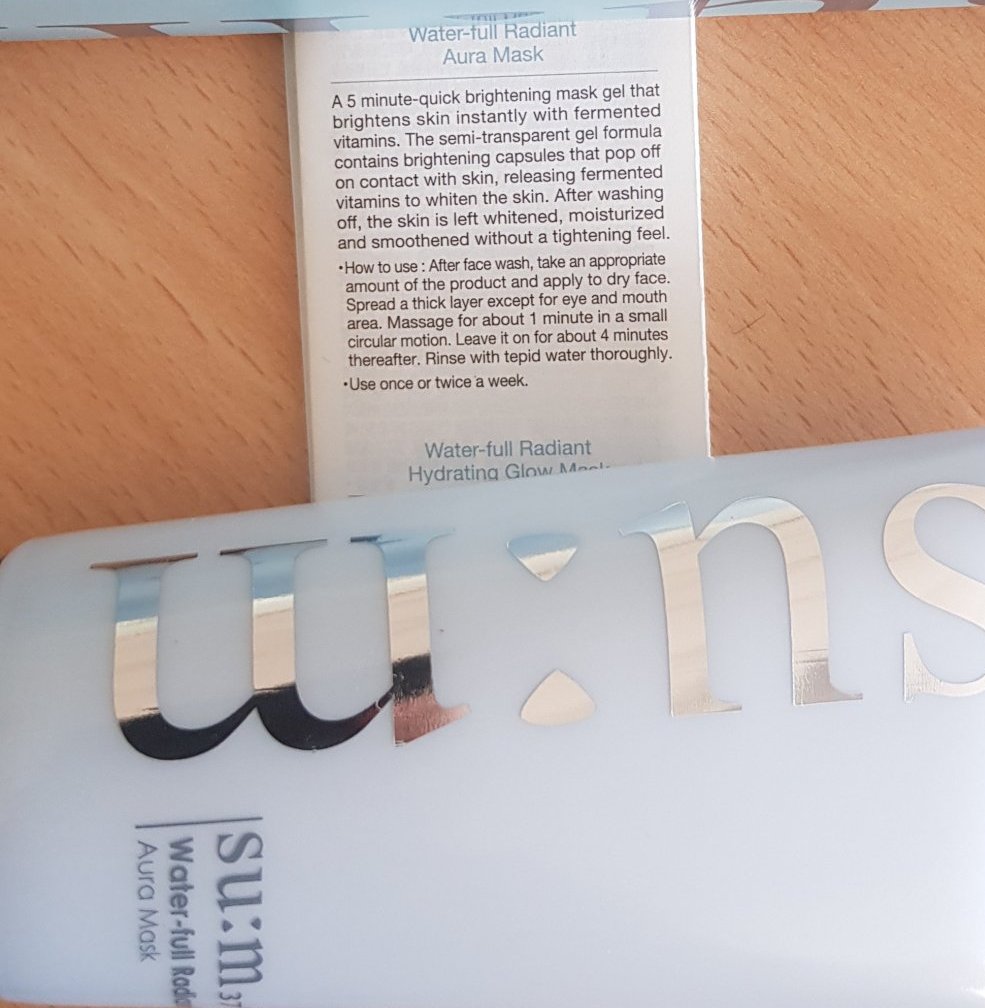 Water-full Radiant
Aura Mask
A 5 minute-quick brightening mask gel that
brightens skin instantly with fermented
vitamins. The semi-transparent gel formula
contains brightening capsules that pop off
on contact with skin, releasing fermented
vitamins to whiten the skin. After washing
off, the skin is left whitened, moisturized
and smoothened without a tightening feel.
•How to use : After face wash, take an appropriate
amount of the product and apply to dry face.
Spread a thick layer except for eye and mouth
area. Massage for about 1 minute in a small
circular motion. Leave it on for about 4 minutes
thereafter. Rinse with tepid water thoroughly.
•Use once or twice a week.
Water-full Radiant
Hydrating Glow Mask
su:m
su:m37
Water-full
Aura Mask